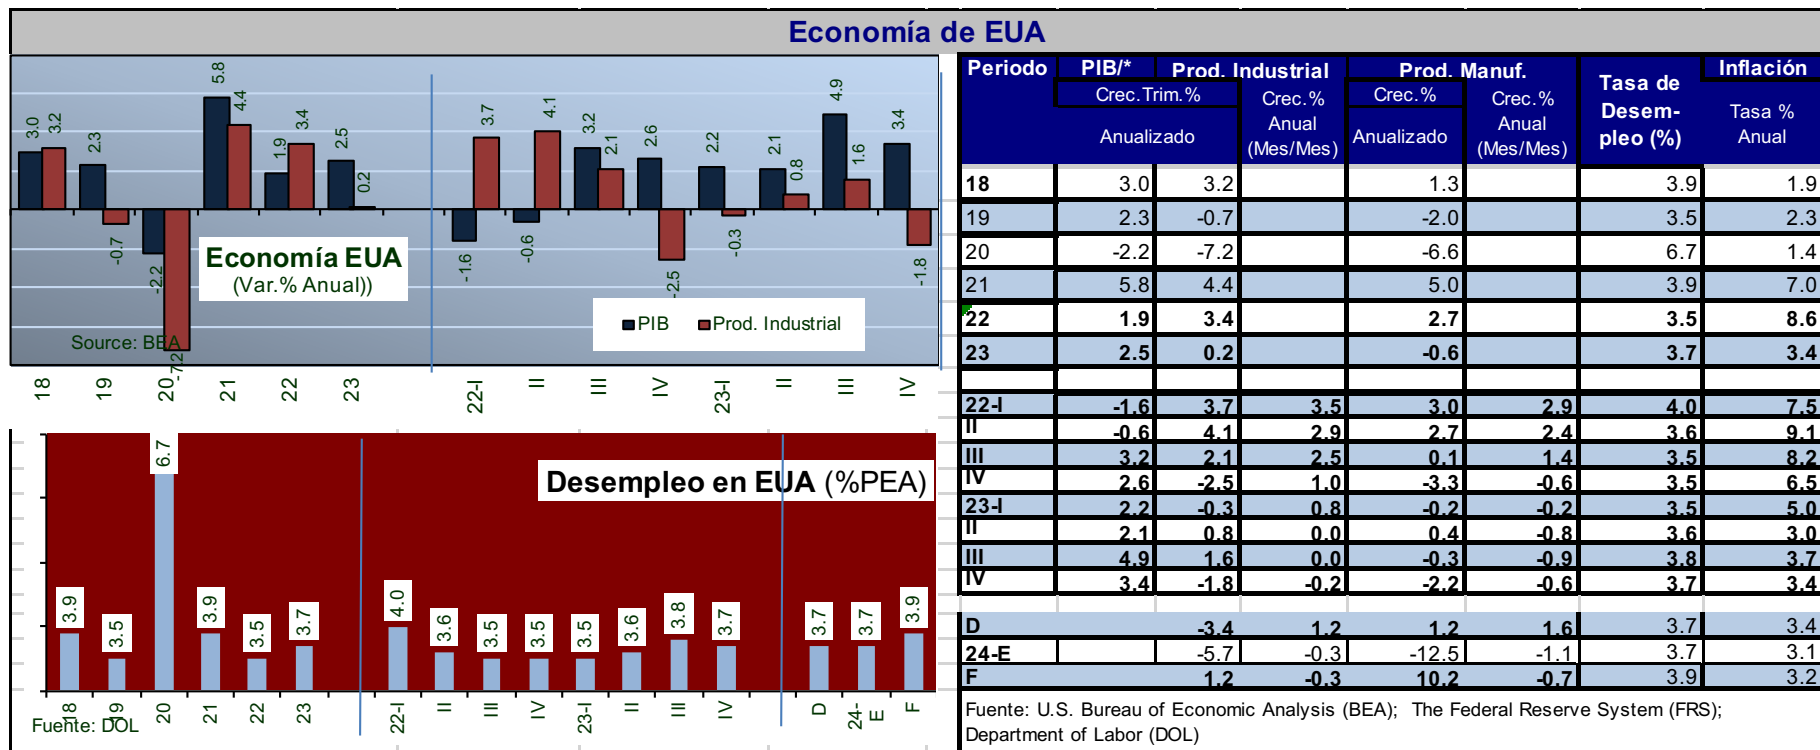 Economía de EUA
5.8
4.4
3.0
3.2
2.3
1.9
3.4
2.5
0.2
-0.7
-2.2
-7.2
3.7
4.1
3.2
2.1
2.6
2.2
2.1
0.8
4.9
1.6
3.4
-1.6
-0.6
-2.5
-0.3
-1.8
Economía EUA
(Var.% Anual))
PIB Prod. Industrial
Source: BEA
18 19 20 21 22 23 22-I II III IV 23-I II III IV
Desempleo en EUA (%PEA)
3.9 3.5 6.7 3.9 3.5 3.7 4.0 3.6 3.5 3.5 3.5 3.6 3.8 3.7 3.7 3.7 3.9
18 19 20 21 22 23 22-I II III IV 23-I II III IV D 24-E F
Fuente: DOL
Periodo PIB/* Prod. Industrial Prod. Manuf. Tasa de Desem-pleo (%) Inflación
Crec.Trim.% Crec.% Anual (Mes/Mes) Crec.% Crec.% Anual (Mes/Mes) Tasa % Anual
Anualizado Anualizado
18 3.0 3.2 1.3 3.9 1.9
19 2.3 -0.7 -2.0 3.5 2.3
20 -2.2 -7.2 -6.6 6.7 1.4
21 5.8 4.4 5.0 3.9 7.0
22 1.9 3.4 2.7 3.5 8.6
23 2.5 0.2 -0.6 3.7 3.4
22-I -1.6 3.7 3.5 3.0 2.9 4.0 7.5
II -0.6 4.1 2.9 2.7 2.4 3.6 9.1
III 3.2 2.1 2.5 0.1 1.4 3.5 8.2
IV 2.6 -2.5 1.0 -3.3 -0.6 3.5 6.5
23-I 2.2 -0.3 0.8 -0.2 -0.2 3.5 5.0
II 2.1 0.8 0.0 0.4 -0.8 3.6 3.0
III 4.9 1.6 0.0 -0.3 -0.9 3.8 3.7
IV 3.4 -1.8 -0.2 -2.2 -0.6 3.7 3.4
D -3.4 1.2 1.2 1.6 3.7 3.4
24-E -5.7 -0.3 -12.5 -1.1 3.7 3.1
F 1.2 -0.3 10.2 -0.7 3.9 3.2
Fuente: U.S. Bureau of Economic Analysis (BEA); The Federal Reserve System (FRS);
Department of Labor (DOL)